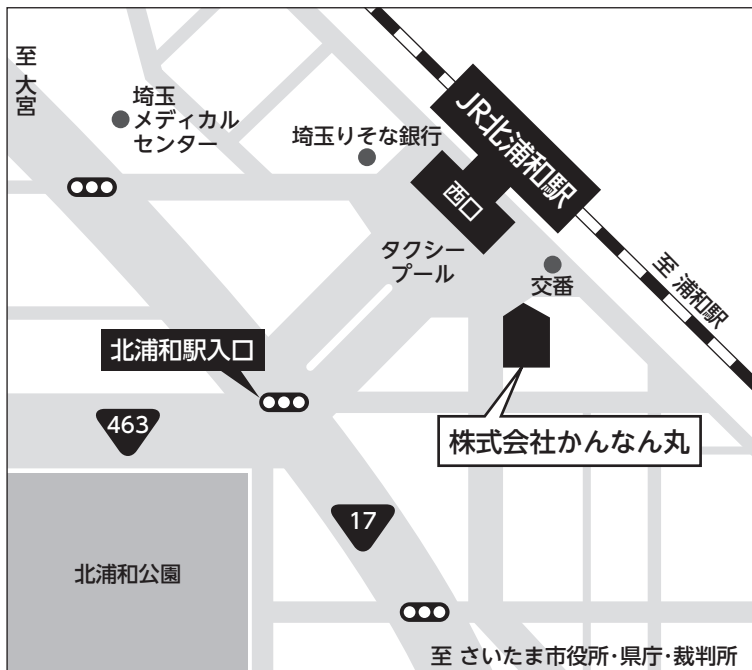 至 大宮
埼玉
メディカル
センター
埼玉りそな銀行
JR北浦和駅
西口
タクシー
プール
交番
至 浦和駅
北浦和駅入口
463
株式会社かんなん丸
17
北浦和公園
至 さいたま市役所・県庁・裁判所